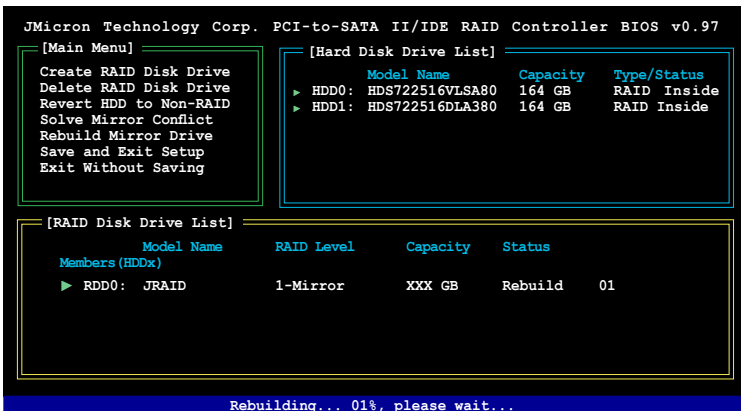 JMicron Technology Corp. PCI-to-SATA II/IDE RAID Controller BIOS v0.97
[Main Menu]
Create RAID Disk Drive
Delete RAID Disk Drive
Revert HDD to Non-RAID
Solve Mirror Conflict
Rebuild Mirror Drive
Save and Exit Setup
Exit Without Saving
[Hard Disk Drive List]
Model Name Capacity Type/Status
HDD0: HDS722516VLSA80 164 GB RAID Inside
HDD1: HDS722516DLA380 164 GB RAID Inside
[RAID Disk Drive List]
Model Name RAID Level Capacity Status
Members(HDDx)
RDD0: JRAID 1-Mirror XXX GB Rebuild 01
Rebuilding... 01%, please wait...